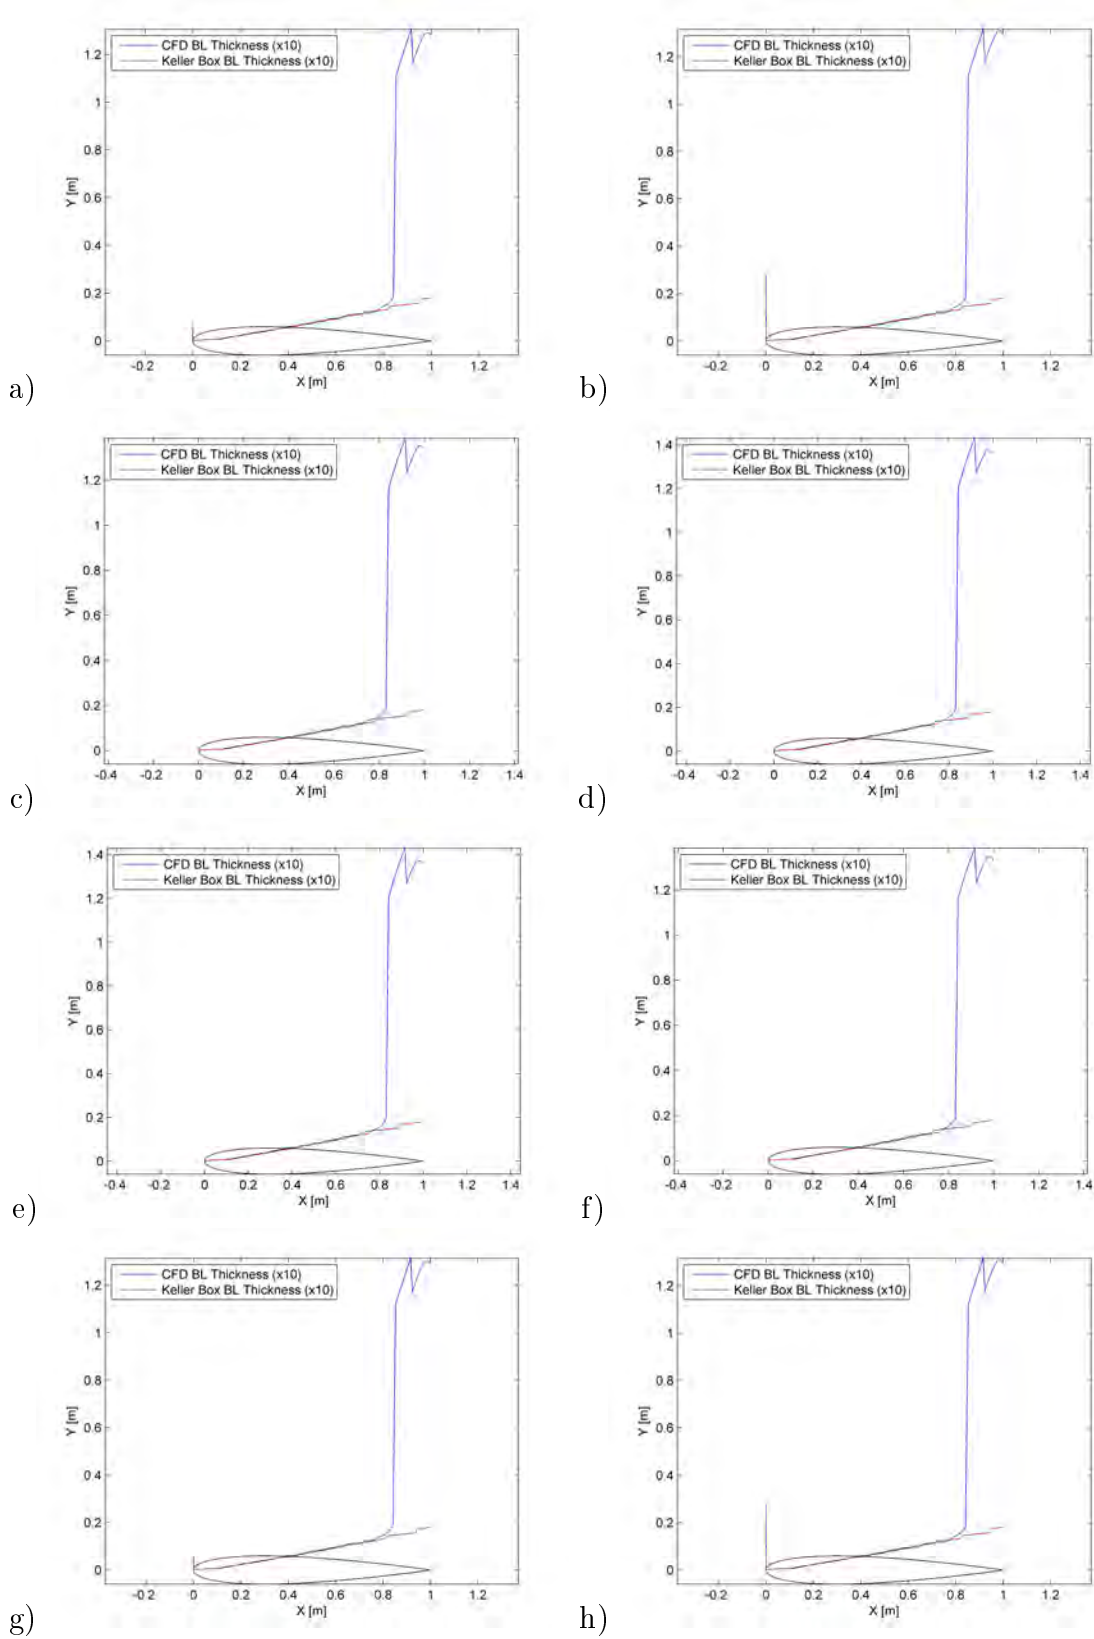 CFD BL Thickness (x10)
Keller Box BL Thickness (x10)
1.2
1
0.8
0.6
0.4
0.2
0
Y [m]
-0.2 0 0.2 0.4 0.6 0.8 1 1.2
X [m]
a)
CFD BL Thickness (x10)
Keller Box BL Thickness (x10)
1.2
1
0.8
0.6
0.4
0.2
0
Y [m]
-0.2 0 0.2 0.4 0.6 0.8 1 1.2
X [m]
b)
CFD BL Thickness (x10)
Keller Box BL Thickness (x10)
1.2
1
0.8
0.6
0.4
0.2
0
Y [m]
-0.4 -0.2 0 0.2 0.4 0.6 0.8 1 1.2 1.4
X [m]
c)
1.4
CFD BL Thickness (x10)
Keller Box BL Thickness (x10)
1.2
1
0.8
0.6
0.4
0.2
0
Y [m]
-0.4 -0.2 0 0.2 0.4 0.6 0.8 1 1.2 1.4
X [m]
d)
1.4
CFD BL Thickness (x10)
Keller Box BL Thickness (x10)
1.2
1
0.8
0.6
0.4
0.2
0
Y [m]
-0.4 -0.2 0 0.2 0.4 0.6 0.8 1 1.2 1.4
X [m]
e)
CFD BL Thickness (x10)
Keller Box BL Thickness (x10)
1.2
1
0.8
0.6
0.4
0.2
0
Y [m]
-0.4 -0.2 0 0.2 0.4 0.6 0.8 1 1.2 1.4
X [m]
f)
CFD BL Thickness (x10)
Keller Box BL Thickness (x10)
1.2
1
0.8
0.6
0.4
0.2
0
Y [m]
-0.2 0 0.2 0.4 0.6 0.8 1 1.2
X [m]
g)
CFD BL Thickness (x10)
Keller Box BL Thickness (x10)
1.2
1
0.8
0.6
0.4
0.2
0
Y [m]
-0.2 0 0.2 0.4 0.6 0.8 1 1.2
X [m]
h)